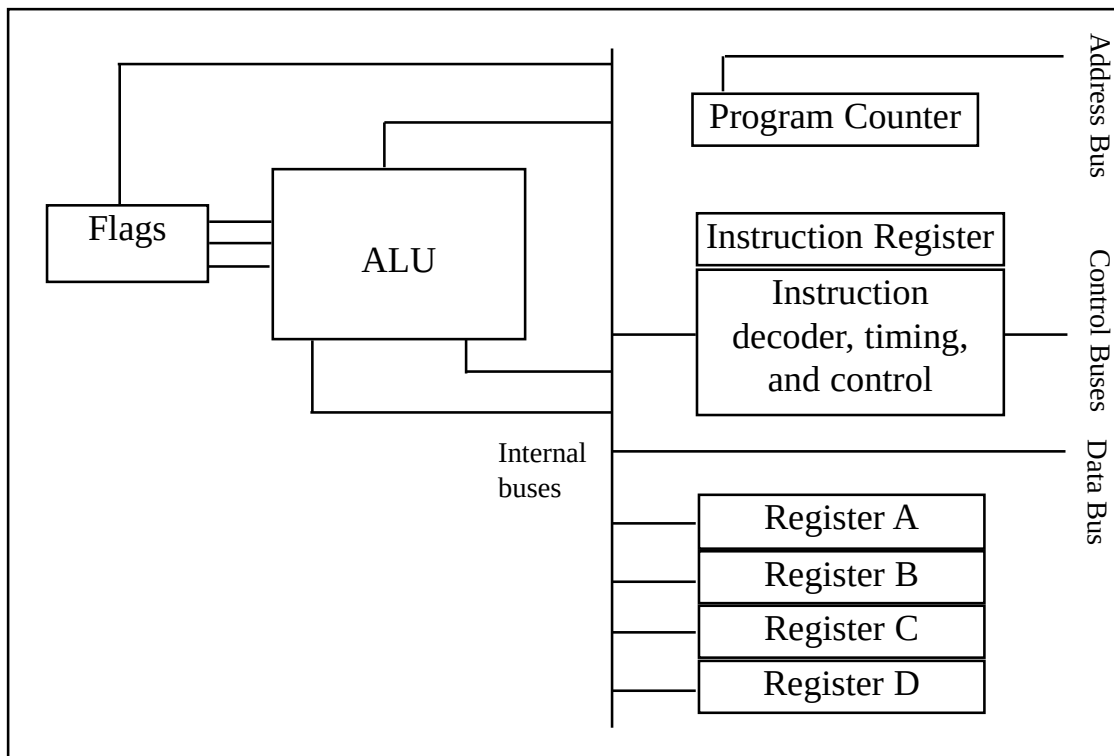 Address Bus
Program Counter
Flags
ALU
Instruction Register
Instruction
decoder, timing,
and control
Control Buses
Internal
buses
Data Bus
Register A
Register B
Register C
Register D